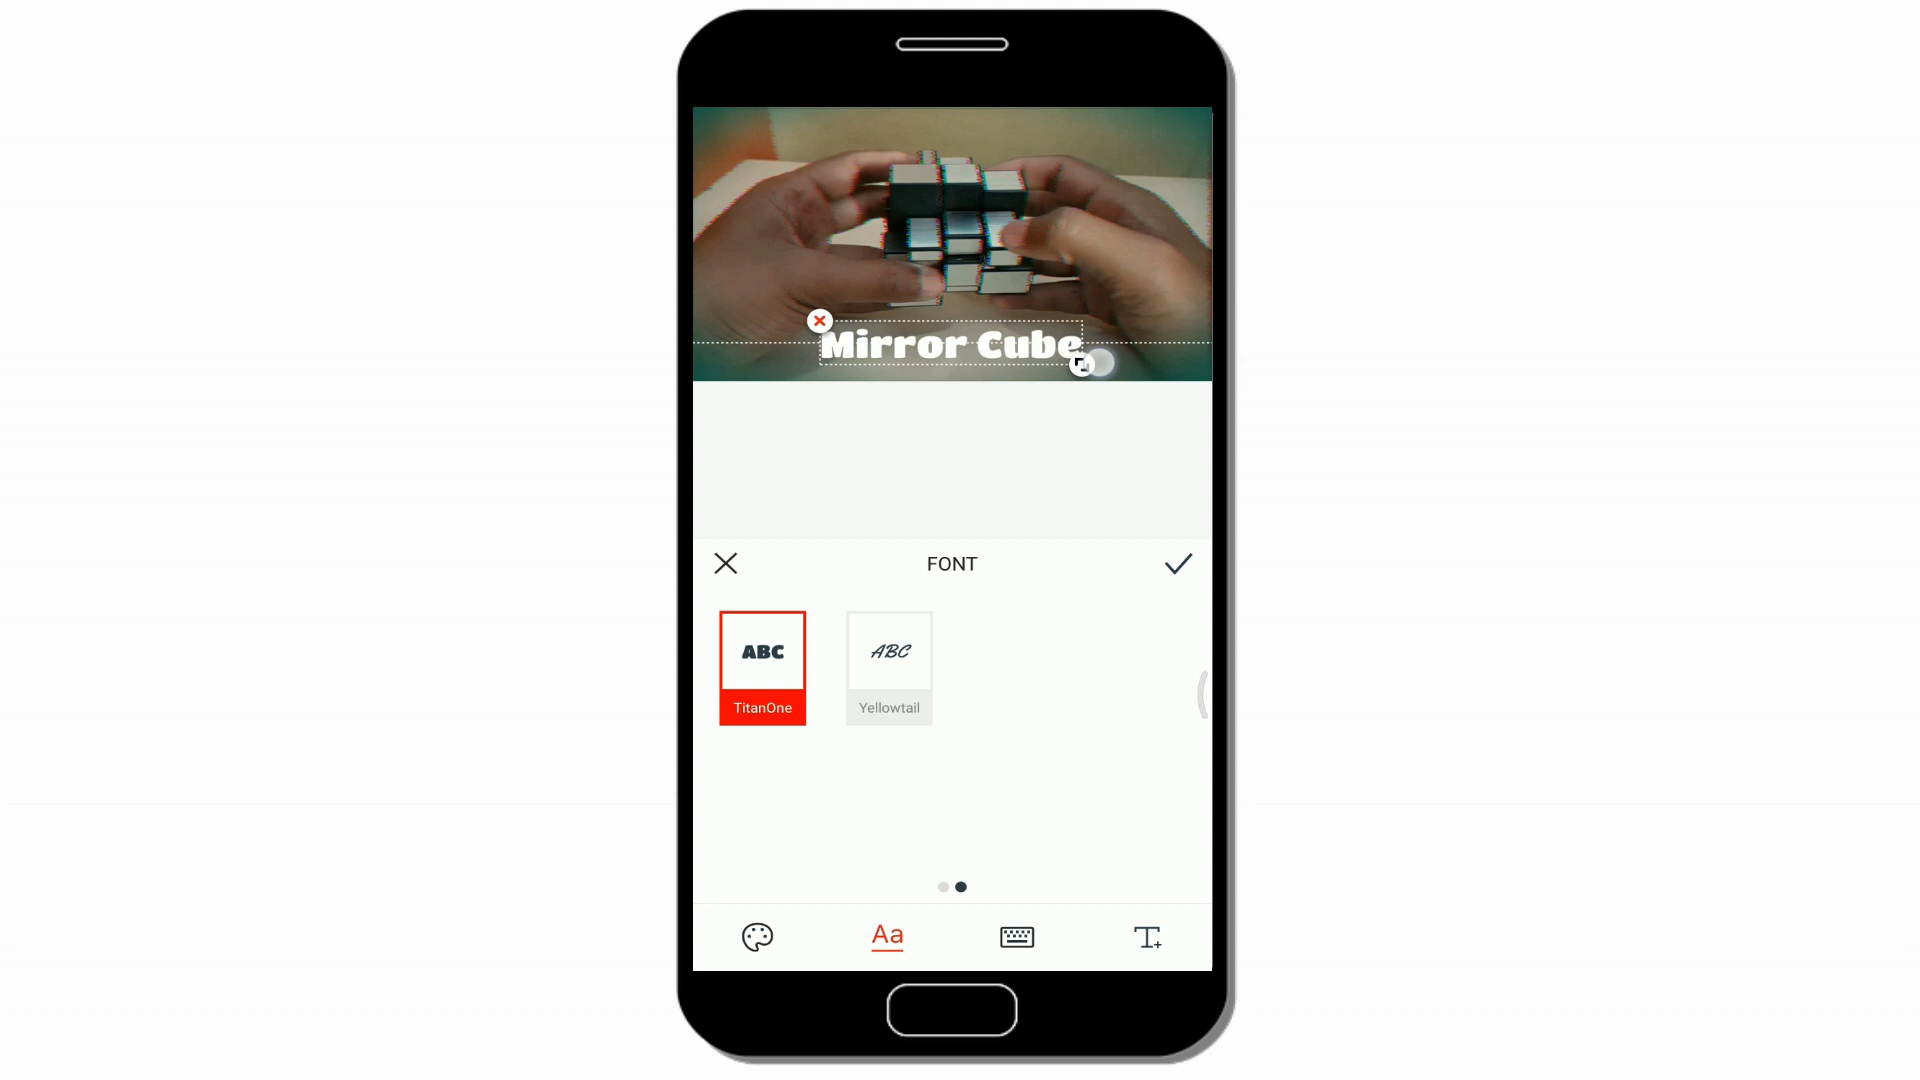 Mirror Cube
FONT
ABC
ABC
TitanOne
Yellowtail
Aa
T+